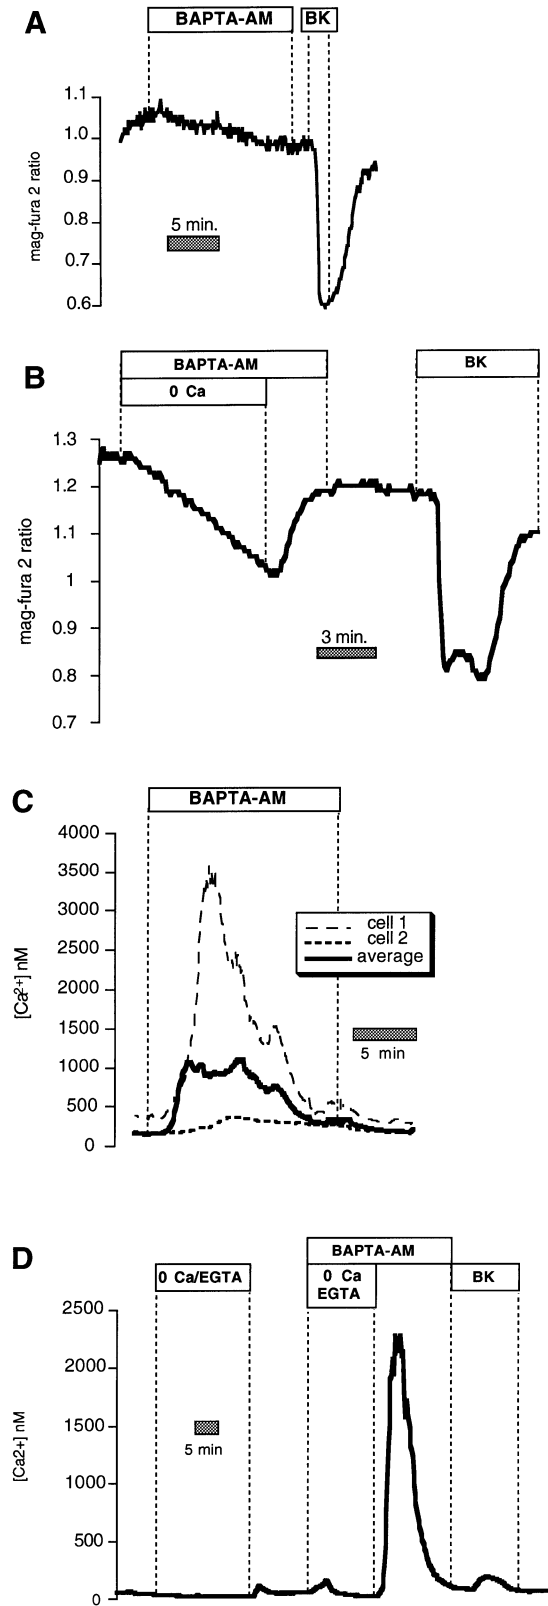 A
BAPTA-AM
BK
1.1
1.0
0.9
0.8
0.7
0.6
mag-fura 2 ratio
5 min.
B
BAPTA-AM
BK
0 Ca
1.3
1.2
1.1
1
0.9
0.8
0.7
mag-fura 2 ratio
3 min.
C
BAPTA-AM
4000
3500
3000
2500
2000
1500
1000
500
0
[Ca2+] nM
cell 1
cell 2
average
5 min
D
BAPTA-AM
0 Ca/EGTA
0 Ca
EGTA
BK
2500
2000
1500
1000
500
0
[Ca2+] nM
5 min